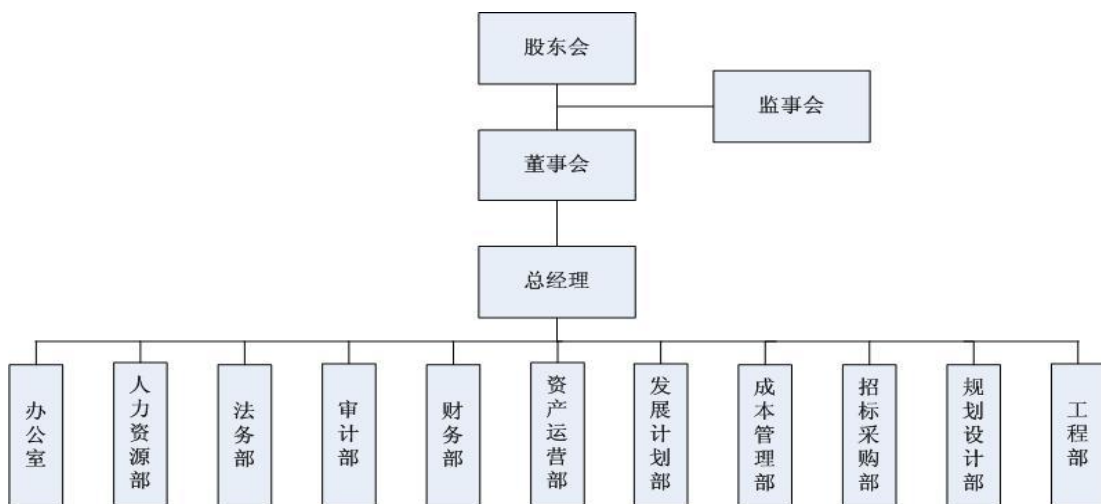 股东会
监事会
董事会
总经理
办公室
人力资源部
法务部
审计部
财务部
资产运营部
发展计划部
成本管理部
招标采购部
规划设计部
工程部